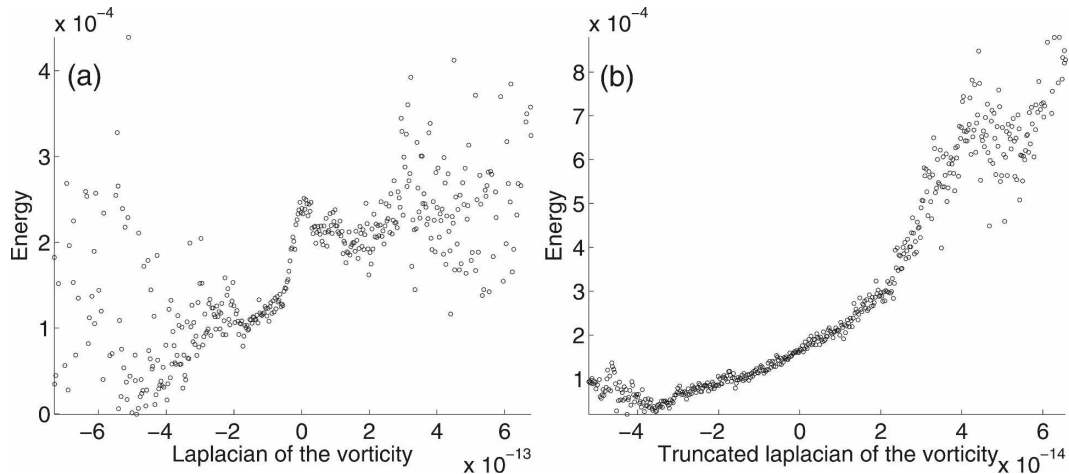 x 10⁻⁴
(a)
4
3
2
1
0
Energy
−6 −4 −2 0 2 4 6
Laplacian of the vorticity
x 10⁻¹³
x 10⁻⁴
(b)
8
7
6
5
4
3
2
1
Energy
−4 −2 0 2 4 6
Truncated laplacian of the vorticity
x 10⁻¹⁴